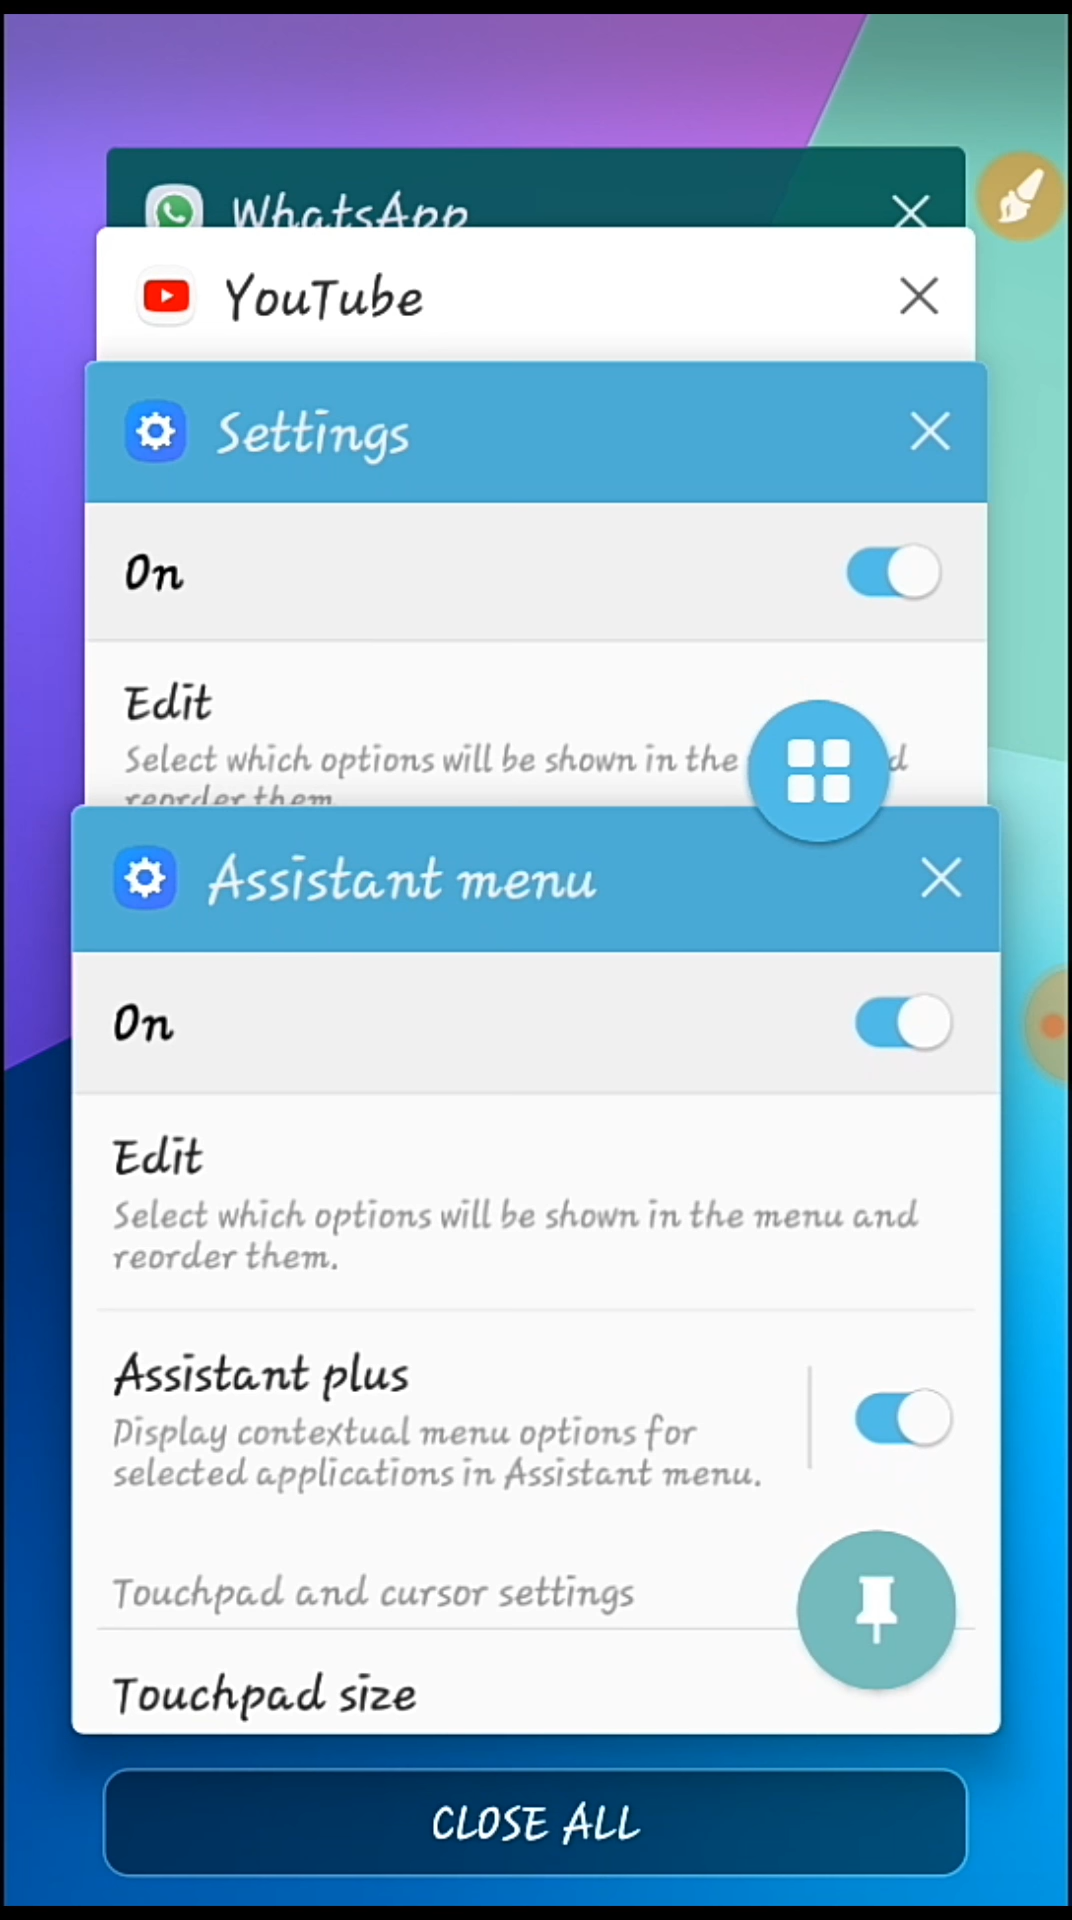 WhatsApp
YouTube
Settings
On
Edit
Select which options will be shown in the
reorder them.
Assistant menu
On
Edit
Select which options will be shown in the menu and
reorder them.
Assistant plus
Display contextual menu options for
selected applications in Assistant menu.
Touchpad and cursor settings
Touchpad size
CLOSE ALL